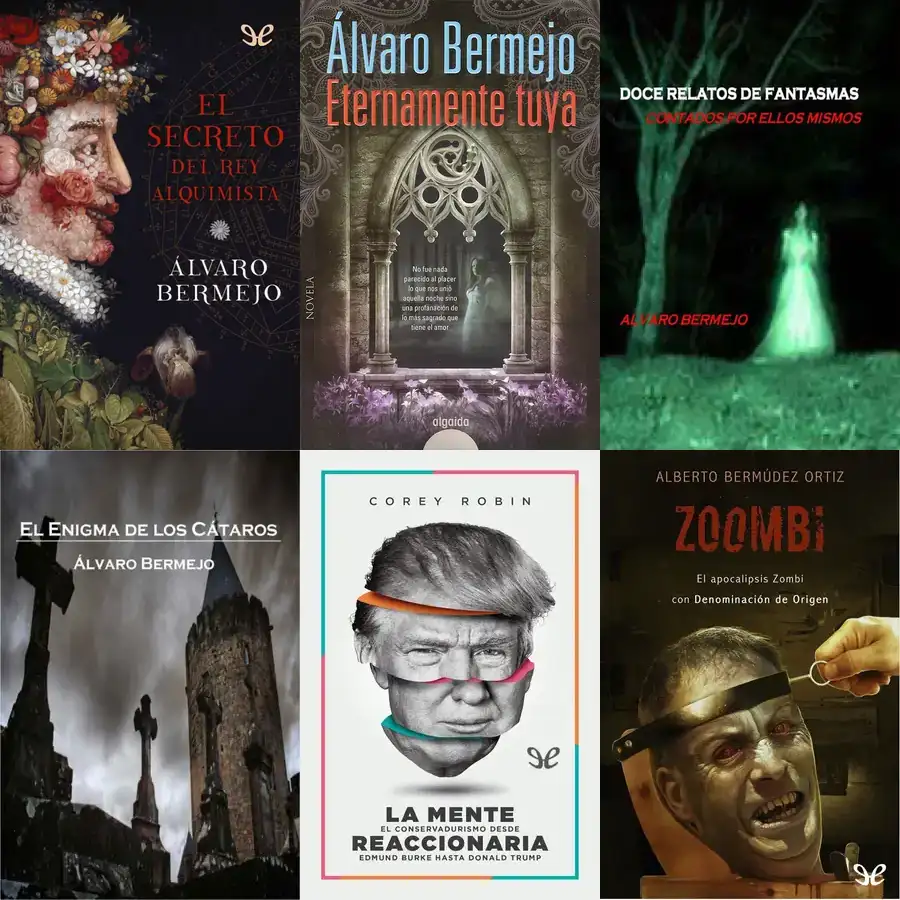 EL
SECRETO
DEL REY
ALQUIMISTA
ÁLVARO
BERMEJO
Álvaro Bermejo
Eternamente tuya
No fue nada
parecido al placer
lo que nos unió
aquella noche sino
una profanación de
lo más sagrado que
tiene el amor
NOVELA
algaida
DOCE RELATOS DE FANTASMAS
CONTADOS POR ELLOS MISMOS
ALVARO BERMEJO
EL ENIGMA DE LOS CÁTAROS
ÁLVARO BERMEJO
COREY ROBIN
LA MENTE
EL CONSERVADURISMO DESDE
REACCIONARIA
EDMUND BURKE HASTA DONALD TRUMP
ALBERTO BERMÚDEZ ORTIZ
ZOOMBi
El apocalipsis Zombi
con Denominación de Origen